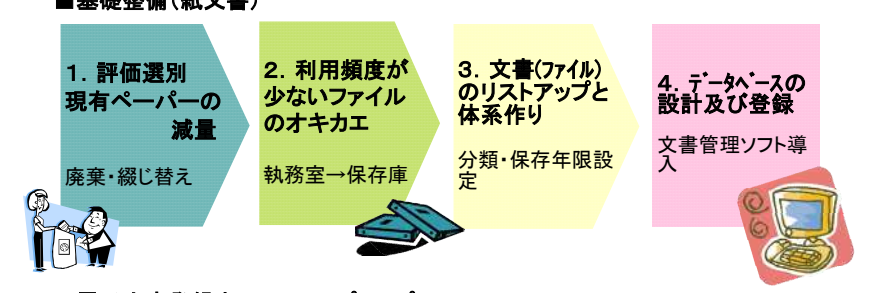 ■基礎整備（紙文書）
１．評価選別
現有ペーパーの
減量
廃棄・綴じ替え
２．利用頻度が
少ないファイル
のオキカエ
執務室→保存庫
３．文書(ファイル)
のリストアップと
体系作り
分類・保存年限設
定
４．ﾃﾞｰﾀﾍﾞｰｽの
設計及び登録
文書管理ソフト導
入